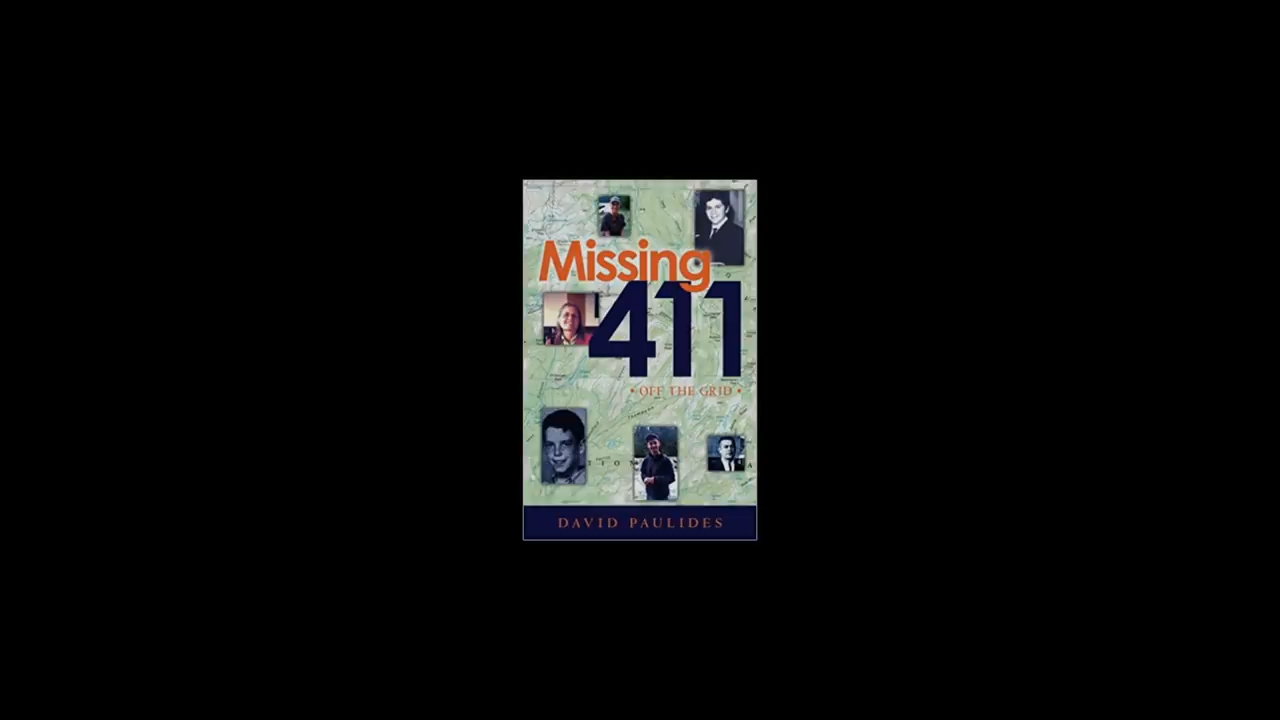 Missing
411
• OFF THE GRID •
DAVID PAULIDES